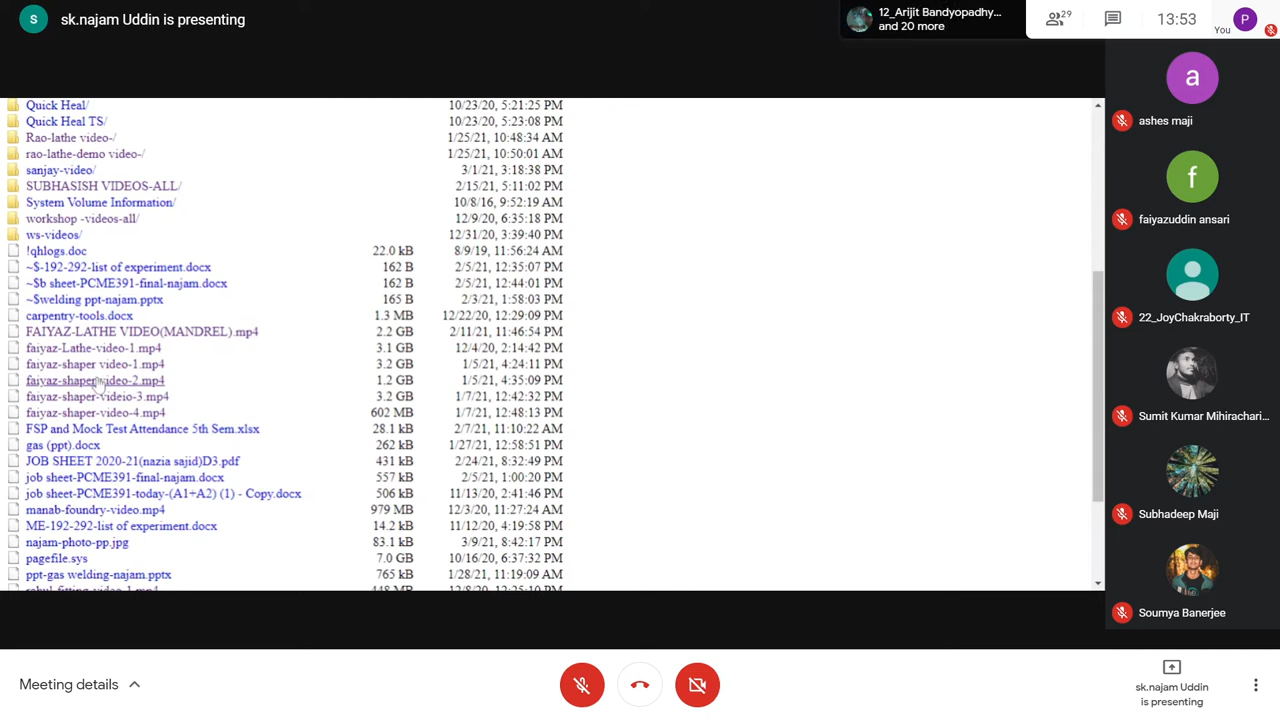 S
sk.najam Uddin is presenting
12_Arijit Bandyopadhy...
and 20 more
29
13:53
You
P
Quick Heal/ 10/23/20, 5:21:25 PM
Quick Heal TS/ 10/23/20, 5:23:08 PM
Rao-lathe video-/ 1/25/21, 10:48:34 AM
rao-lathe-demo video-/ 1/25/21, 10:50:01 AM
sanjay-video/ 3/1/21, 3:18:38 PM
SUBHASISH VIDEOS-ALL/ 2/15/21, 5:11:02 PM
System Volume Information/ 10/8/16, 9:52:19 AM
workshop -videos-all/ 12/9/20, 6:35:18 PM
ws-videos/ 12/31/20, 3:39:40 PM
!qhlogs.doc 22.0 kB 8/9/19, 11:56:24 AM
~$-192-292-list of experiment.docx 162 B 2/5/21, 12:35:07 PM
~$b sheet-PCME391-final-najam.docx 162 B 2/5/21, 12:44:01 PM
~$welding ppt-najam.pptx 165 B 2/3/21, 1:58:03 PM
carpentry-tools.docx 1.3 MB 12/22/20, 12:29:09 PM
FAIYAZ-LATHE VIDEO(MANDREL).mp4 2.2 GB 2/11/21, 11:46:54 PM
faiyaz-Lathe-video-1.mp4 3.1 GB 12/4/20, 2:14:42 PM
faiyaz-shaper video-1.mp4 3.2 GB 1/5/21, 4:24:11 PM
faiyaz-shaper video-2.mp4 1.2 GB 1/5/21, 4:35:09 PM
faiyaz-shaper-videio-3.mp4 3.2 GB 1/7/21, 12:42:32 PM
faiyaz-shaper-video-4.mp4 602 MB 1/7/21, 12:48:13 PM
FSP and Mock Test Attendance 5th Sem.xlsx 28.1 kB 2/7/21, 11:10:22 AM
gas (ppt).docx 262 kB 1/27/21, 12:58:51 PM
JOB SHEET 2020-21(nazia sajid)D3.pdf 431 kB 2/24/21, 8:32:49 PM
job sheet-PCME391-final-najam.docx 557 kB 2/5/21, 1:00:20 PM
job sheet-PCME391-today-(A1+A2) (1) - Copy.docx 506 kB 11/13/20, 2:41:46 PM
manab-foundry-video.mp4 979 MB 12/3/20, 11:27:24 AM
ME-192-292-list of experiment.docx 14.2 kB 11/12/20, 4:19:58 PM
najam-photo-pp.jpg 83.1 kB 3/9/21, 8:42:17 PM
pagefile.sys 7.0 GB 10/16/20, 6:37:32 PM
ppt-gas welding-najam.pptx 765 kB 1/28/21, 11:19:09 AM
a
ashes maji
f
faiyazuddin ansari
22_JoyChakraborty_IT
Sumit Kumar Mihirachari...
Subhadeep Maji
Soumya Banerjee
Meeting details
sk.najam Uddin
is presenting